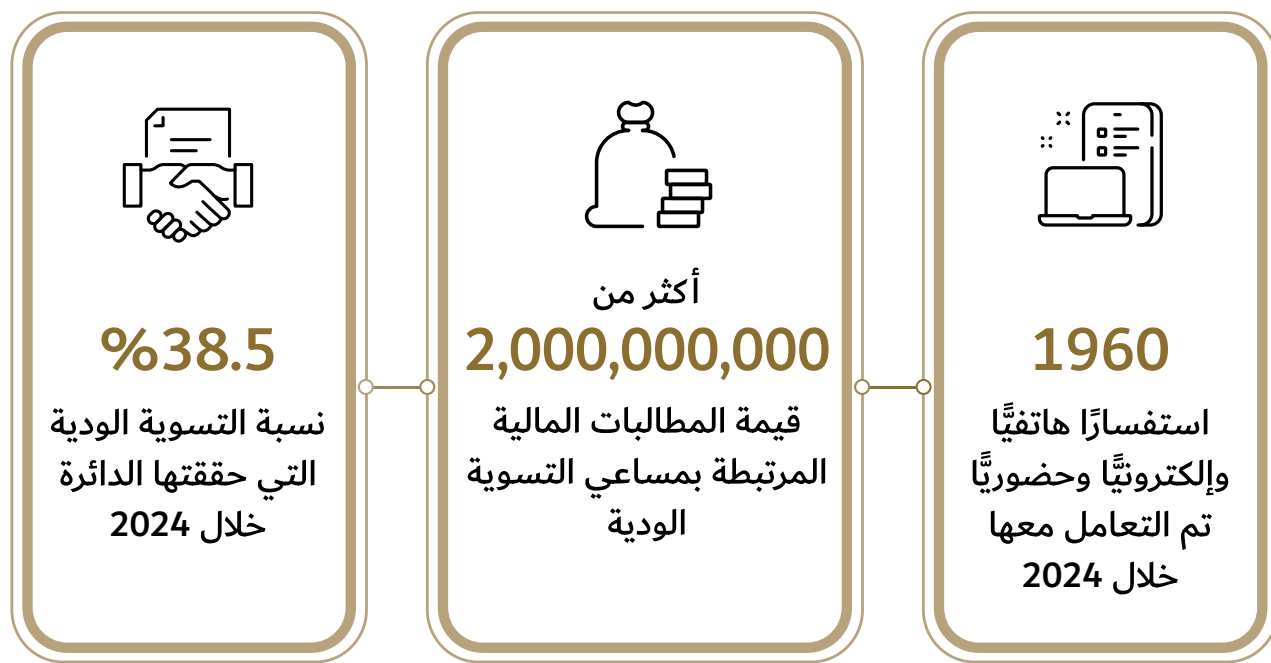 1960
استفسارًا هاتفيًّا
وإلكترونيًّا وحضوريًّا
تم التعامل معها
خلال 2024
أكثر من
2,000,000,000
قيمة المطالبات المالية
المرتبطة بمساعي التسوية
الودية
%38.5
نسبة التسوية الودية
التي حققتها الدائرة
خلال 2024